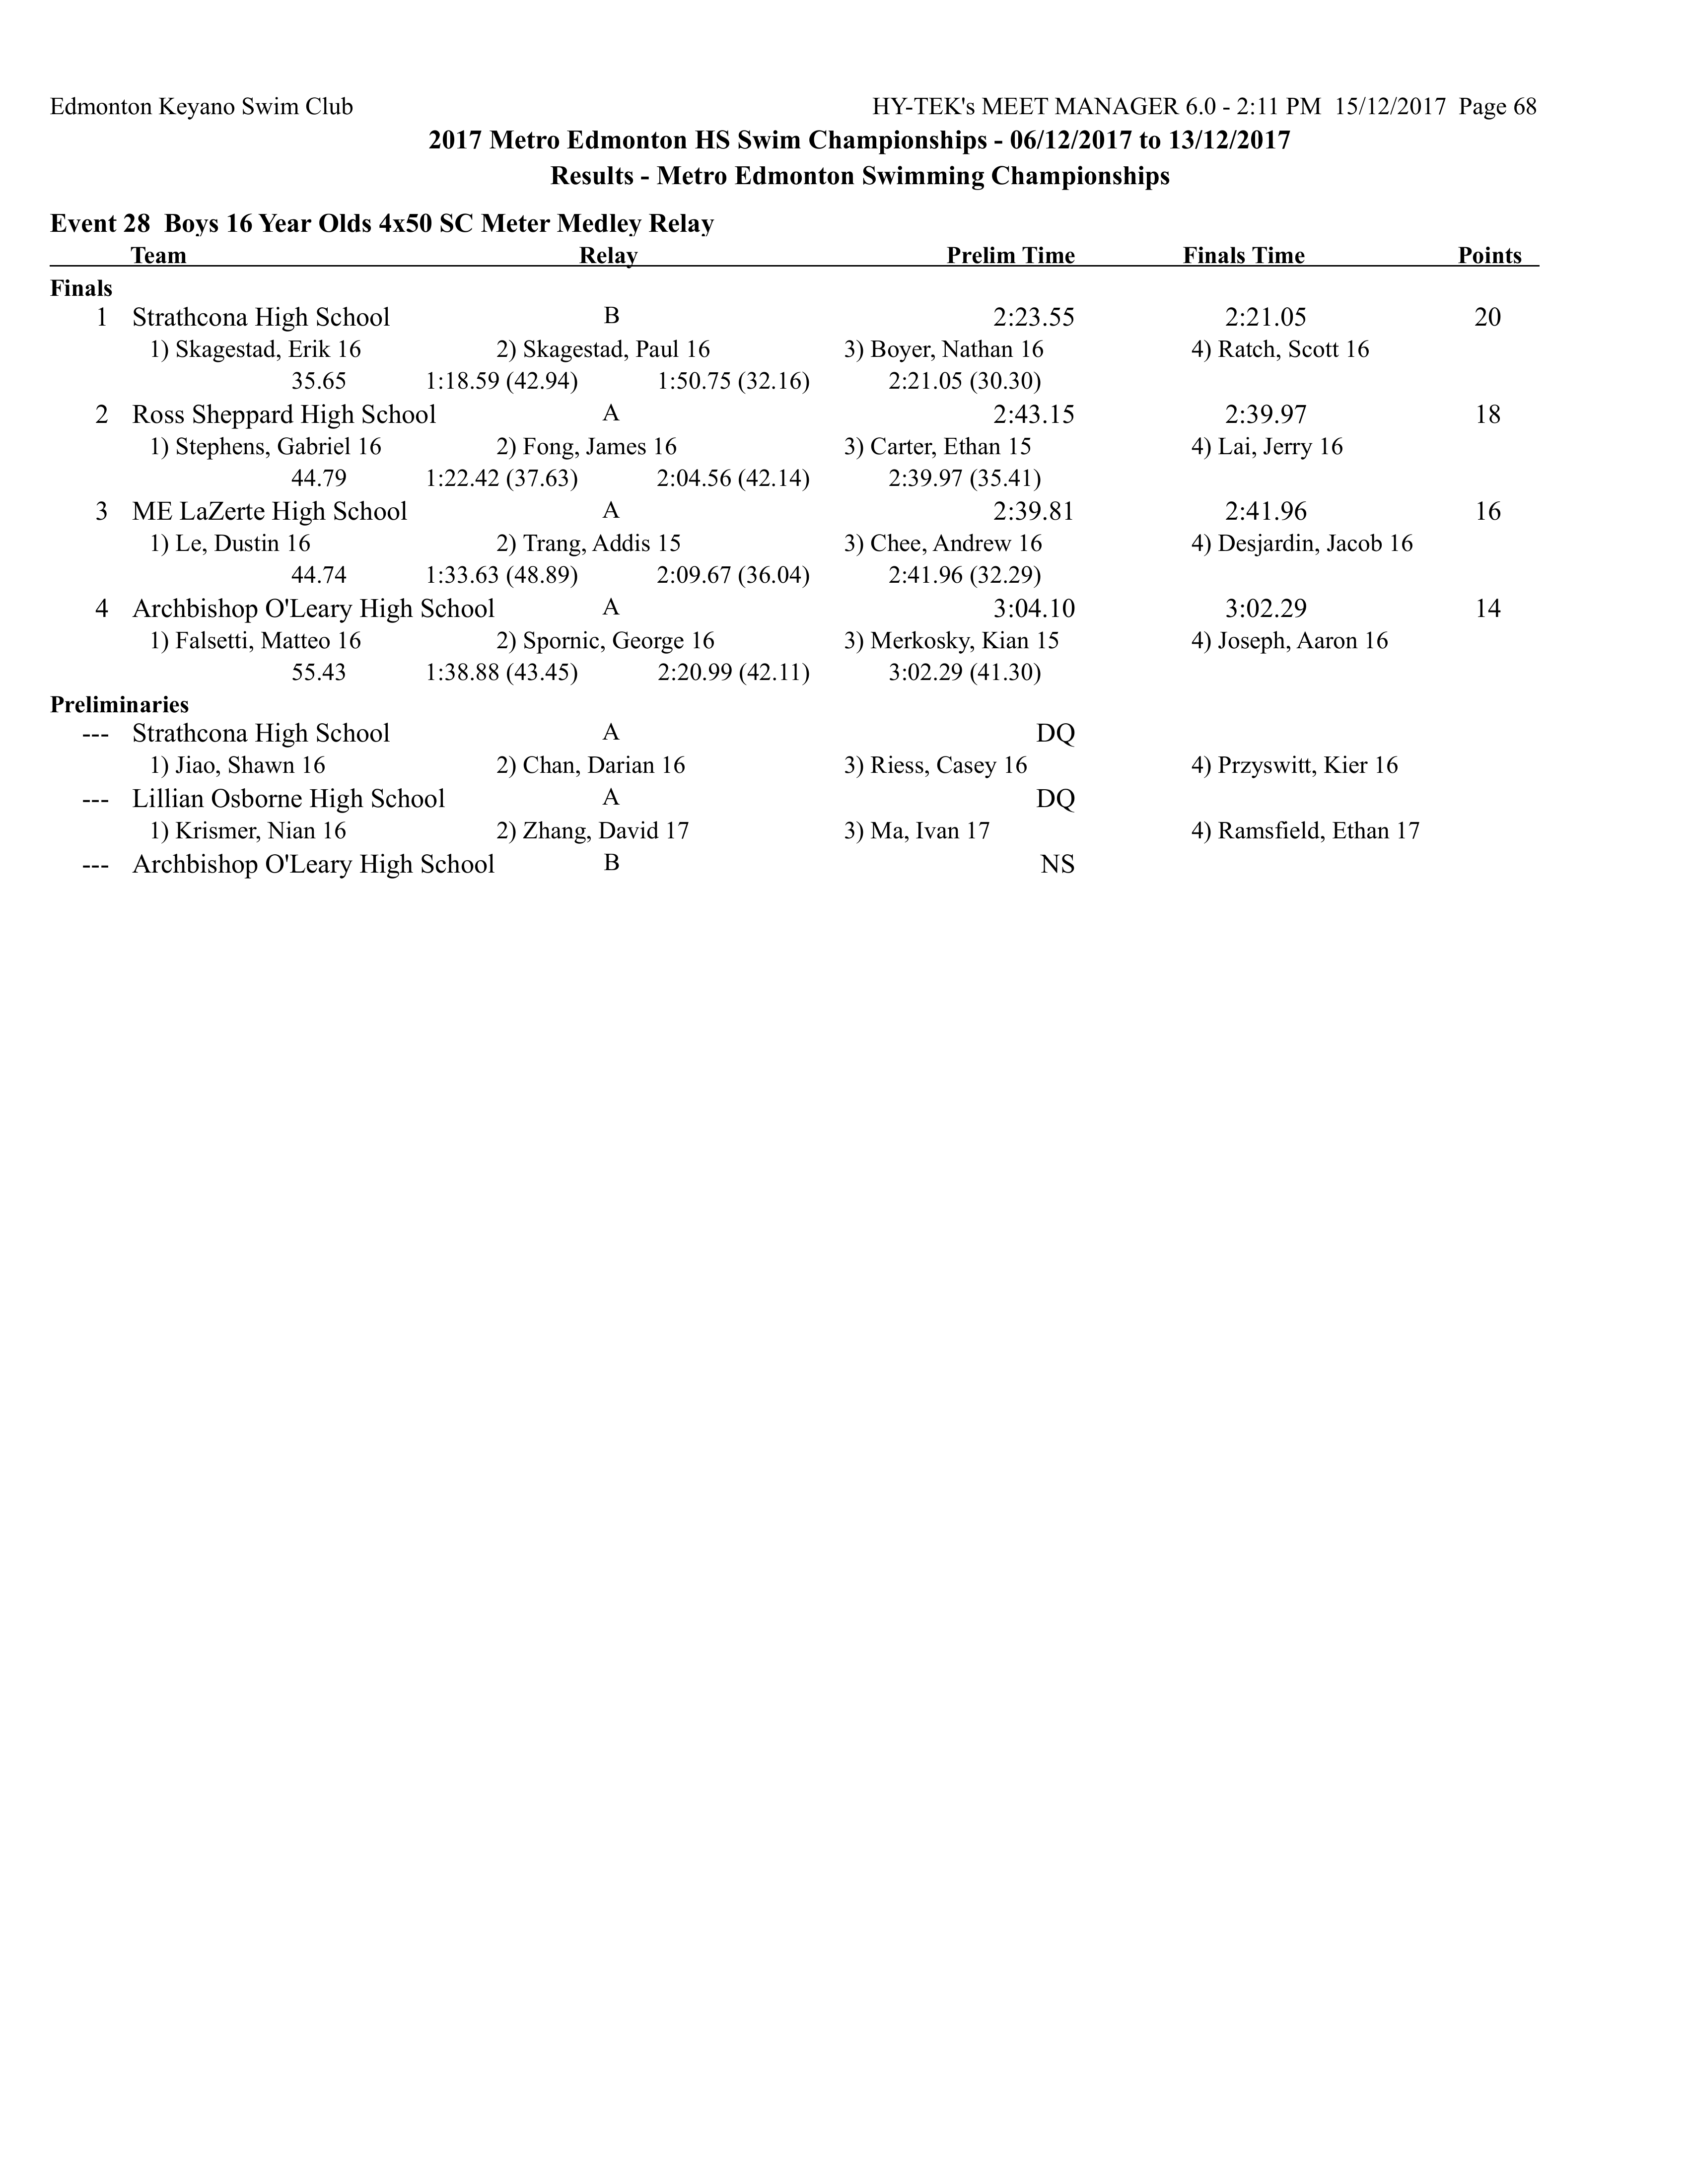 Edmonton Keyano Swim Club HY-TEK's MEET MANAGER 6.0 - 2:11 PM 15/12/2017 Page 68
2017 Metro Edmonton HS Swim Championships - 06/12/2017 to 13/12/2017
Results - Metro Edmonton Swimming Championships
Event 28 Boys 16 Year Olds 4x50 SC Meter Medley Relay
Team Relay Prelim Time Finals Time Points
Finals
1 Strathcona High School B 2:23.55 2:21.05 20
1) Skagestad, Erik 16 2) Skagestad, Paul 16 3) Boyer, Nathan 16 4) Ratch, Scott 16
35.65 1:18.59 (42.94) 1:50.75 (32.16) 2:21.05 (30.30)
2 Ross Sheppard High School A 2:43.15 2:39.97 18
1) Stephens, Gabriel 16 2) Fong, James 16 3) Carter, Ethan 15 4) Lai, Jerry 16
44.79 1:22.42 (37.63) 2:04.56 (42.14) 2:39.97 (35.41)
3 ME LaZerte High School A 2:39.81 2:41.96 16
1) Le, Dustin 16 2) Trang, Addis 15 3) Chee, Andrew 16 4) Desjardin, Jacob 16
44.74 1:33.63 (48.89) 2:09.67 (36.04) 2:41.96 (32.29)
4 Archbishop O'Leary High School A 3:04.10 3:02.29 14
1) Falsetti, Matteo 16 2) Spornic, George 16 3) Merkosky, Kian 15 4) Joseph, Aaron 16
55.43 1:38.88 (43.45) 2:20.99 (42.11) 3:02.29 (41.30)
Preliminaries
--- Strathcona High School A DQ
1) Jiao, Shawn 16 2) Chan, Darian 16 3) Riess, Casey 16 4) Przyswitt, Kier 16
--- Lillian Osborne High School A DQ
1) Krismer, Nian 16 2) Zhang, David 17 3) Ma, Ivan 17 4) Ramsfield, Ethan 17
--- Archbishop O'Leary High School B NS